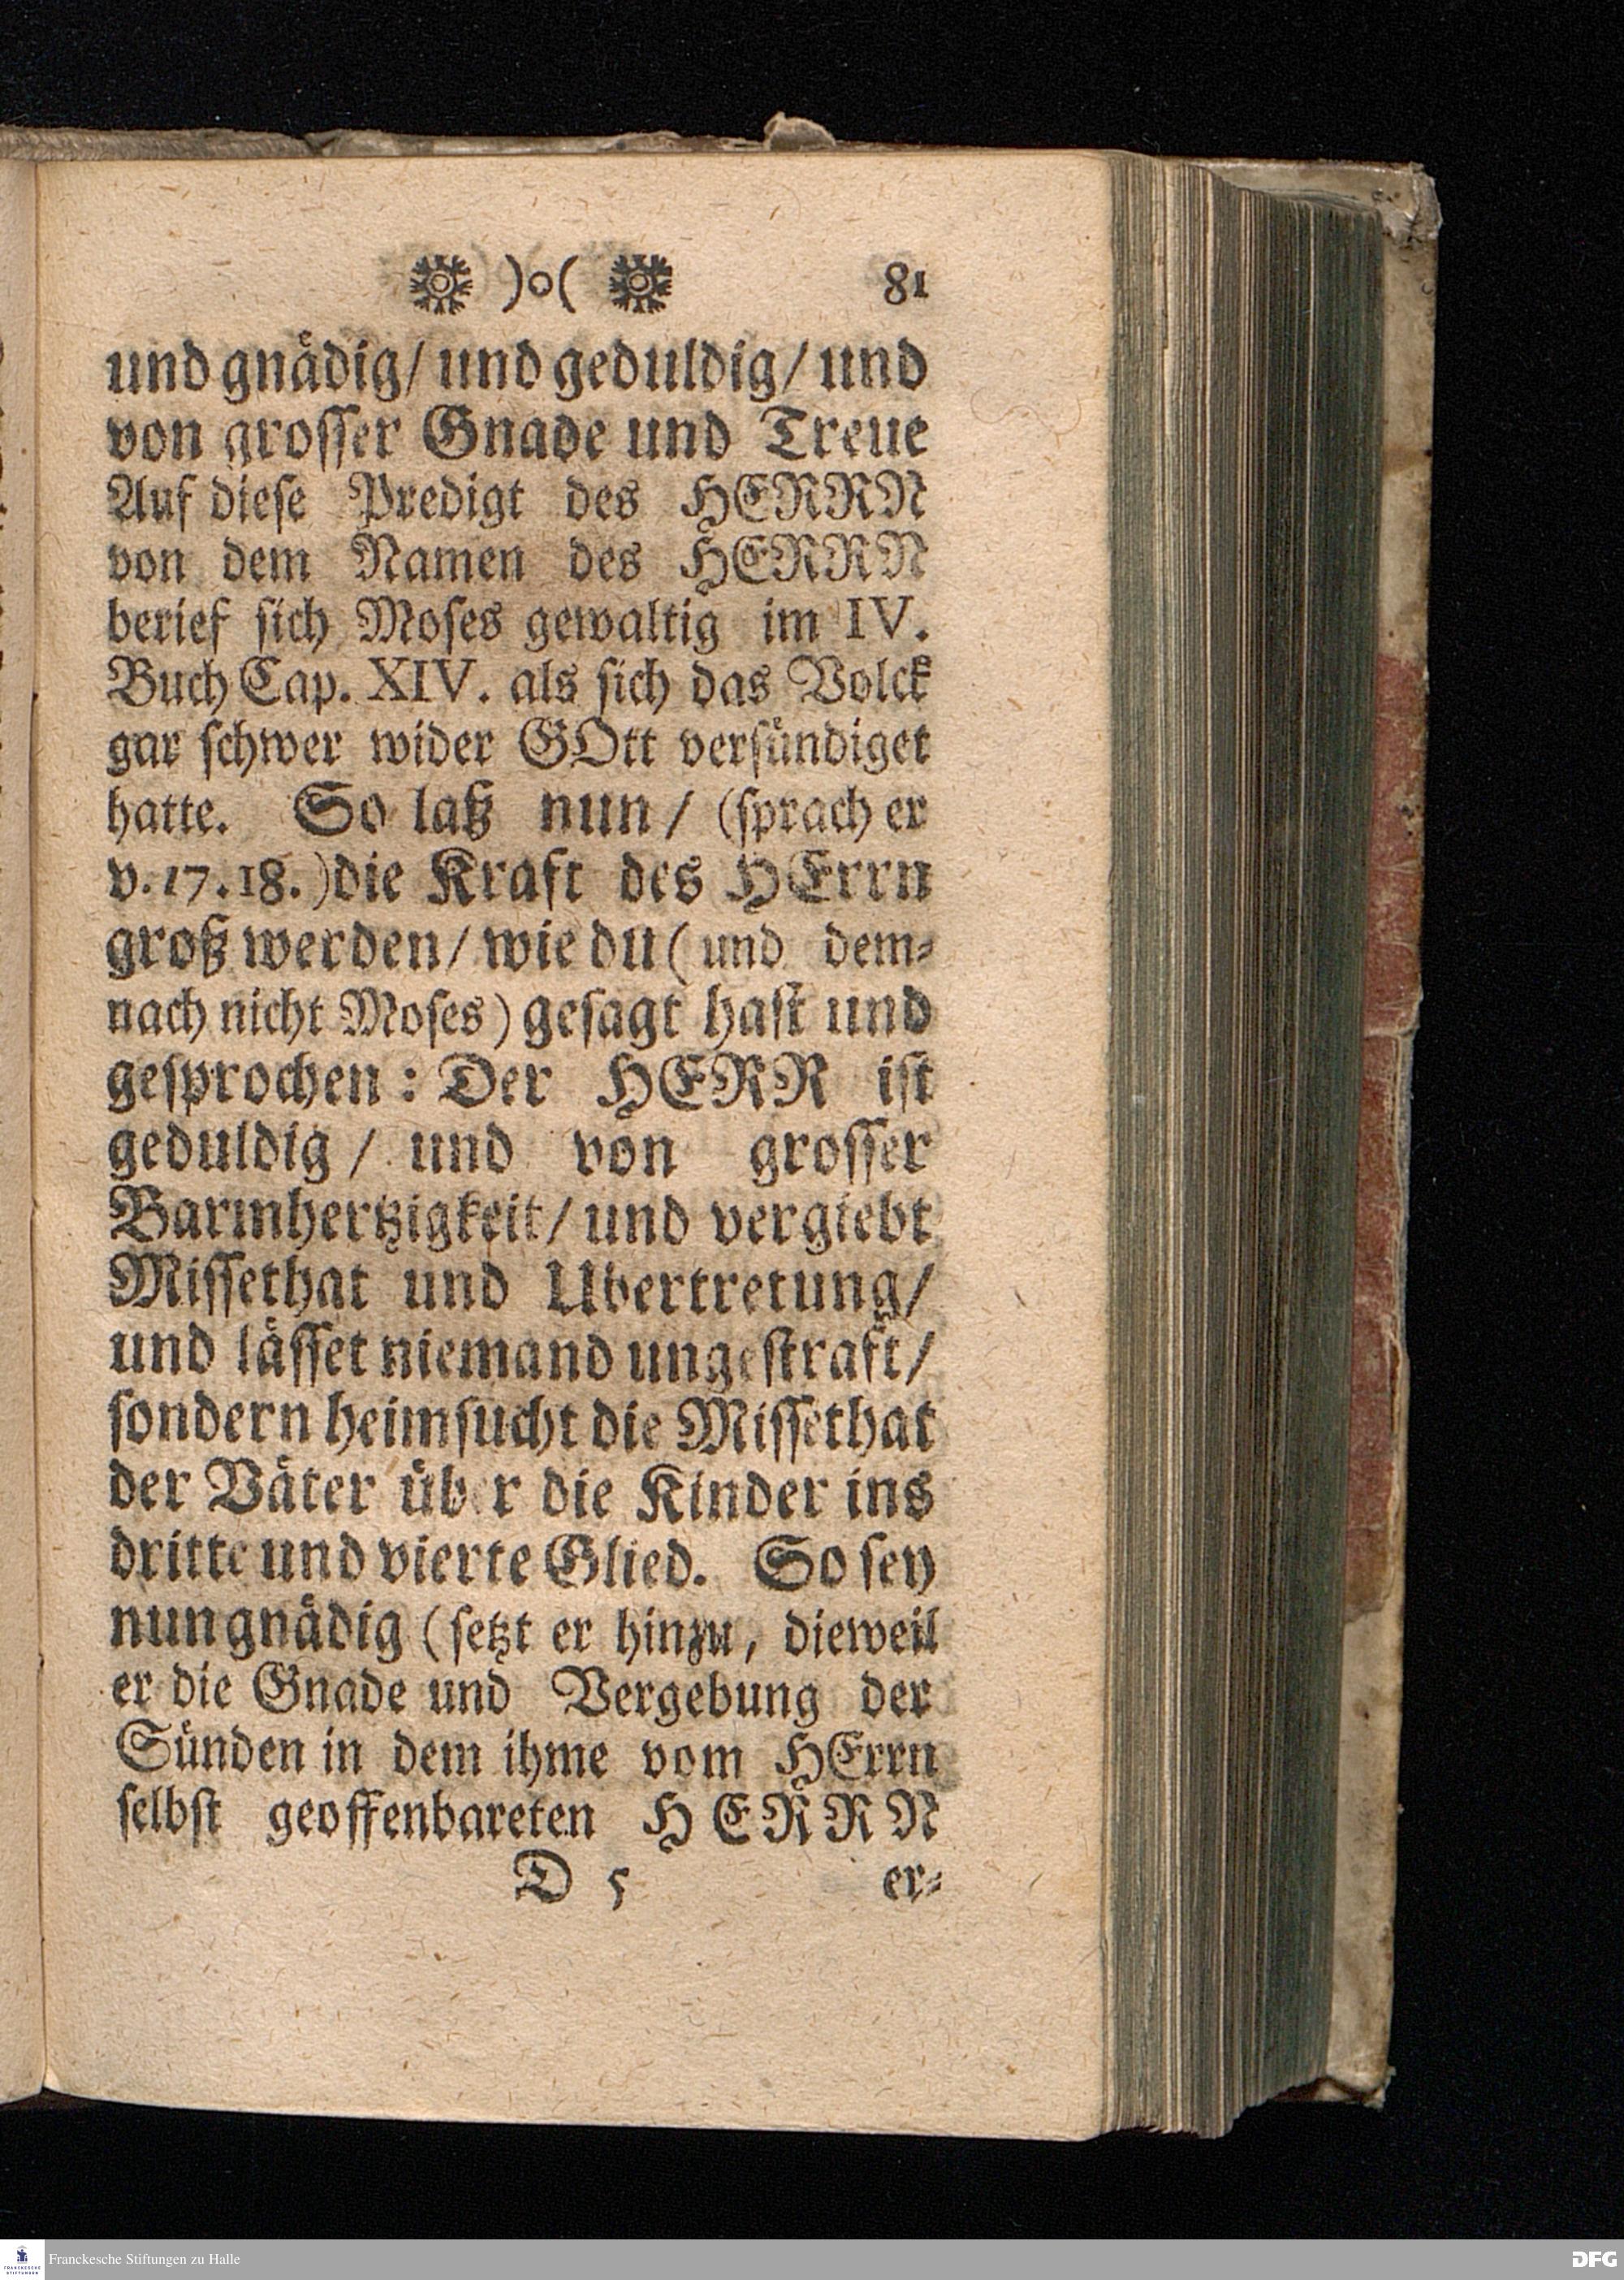 )o( 81
und gnädig/ und geduldig/ und
von grosser Gnade und Treue
Auf diese Predigt des HERRN
von dem Namen des HERRN
berief sich Moses gewaltig im IV.
Buch Cap. XIV. als sich das Volck
gar schwer wider GOtt versündiget
hatte. So laß nun/ (sprach er
v. 17. 18.) die Kraft des HErrn
groß werden/ wie du (und dem-
nach nicht Moses) gesagt hast und
gesprochen: Der HERR ist
geduldig/ und von grosser
Barmhertzigkeit/ und vergiebt
Missethat und Ubertretung/
und lässet niemand ungestraft/
sondern heimsucht die Missethat
der Väter über die Kinder ins
dritte und vierte Glied. So sey
nun gnädig (setzt er hinzu, dieweil
er die Gnade und Vergebung der
Sünden in dem ihme vom HErrn
selbst geoffenbareten HERRN
D 5 er-
Franckesche Stiftungen zu Halle
DFG